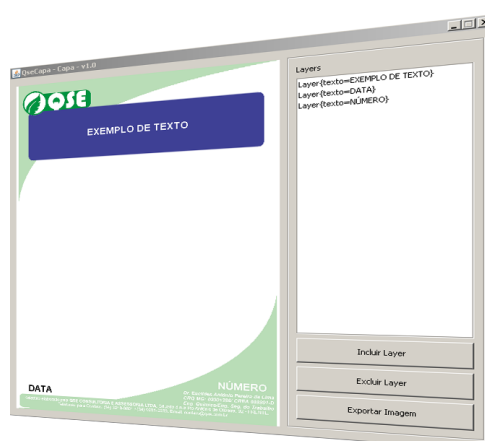 QseCapa - Capa - v1.0
QSE
EXEMPLO DE TEXTO
DATA
NÚMERO
Layers
Layer{texto=EXEMPLO DE TEXTO}
Layer{texto=DATA}
Layer{texto=NÚMERO}
Incluir Layer
Excluir Layer
Exportar Imagem